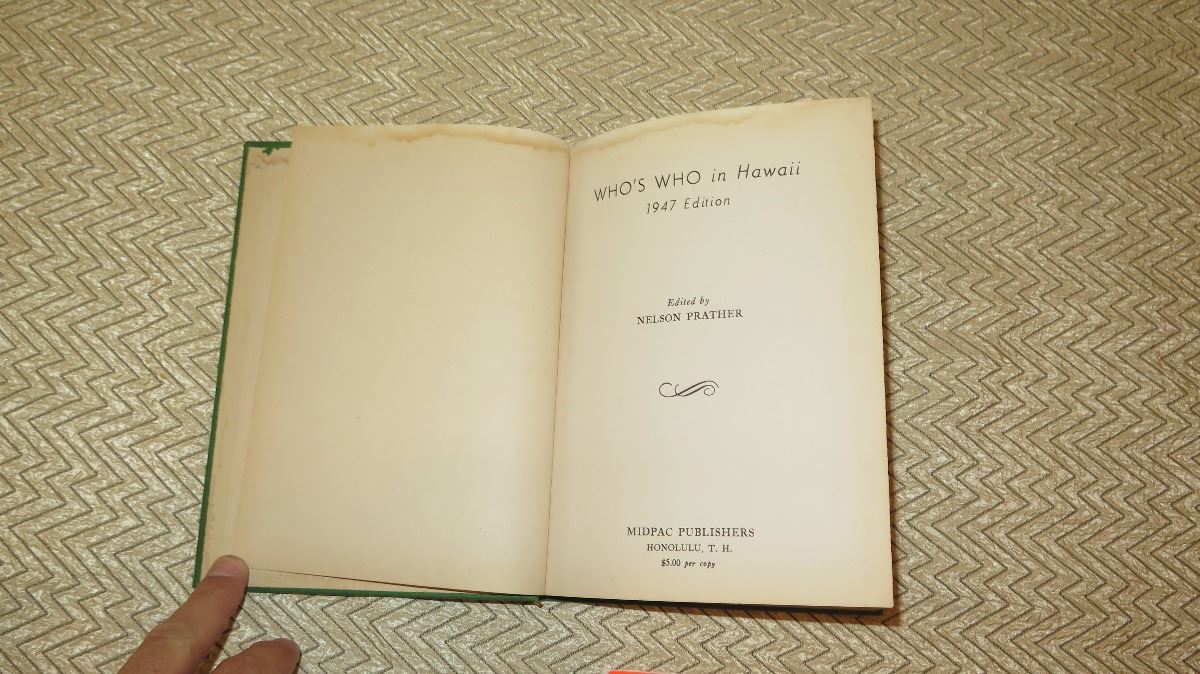 WHO'S WHO in Hawaii
1947 Edition
Edited by
NELSON PRATHER
MIDPAC PUBLISHERS
HONOLULU, T. H.
$5.00 per copy